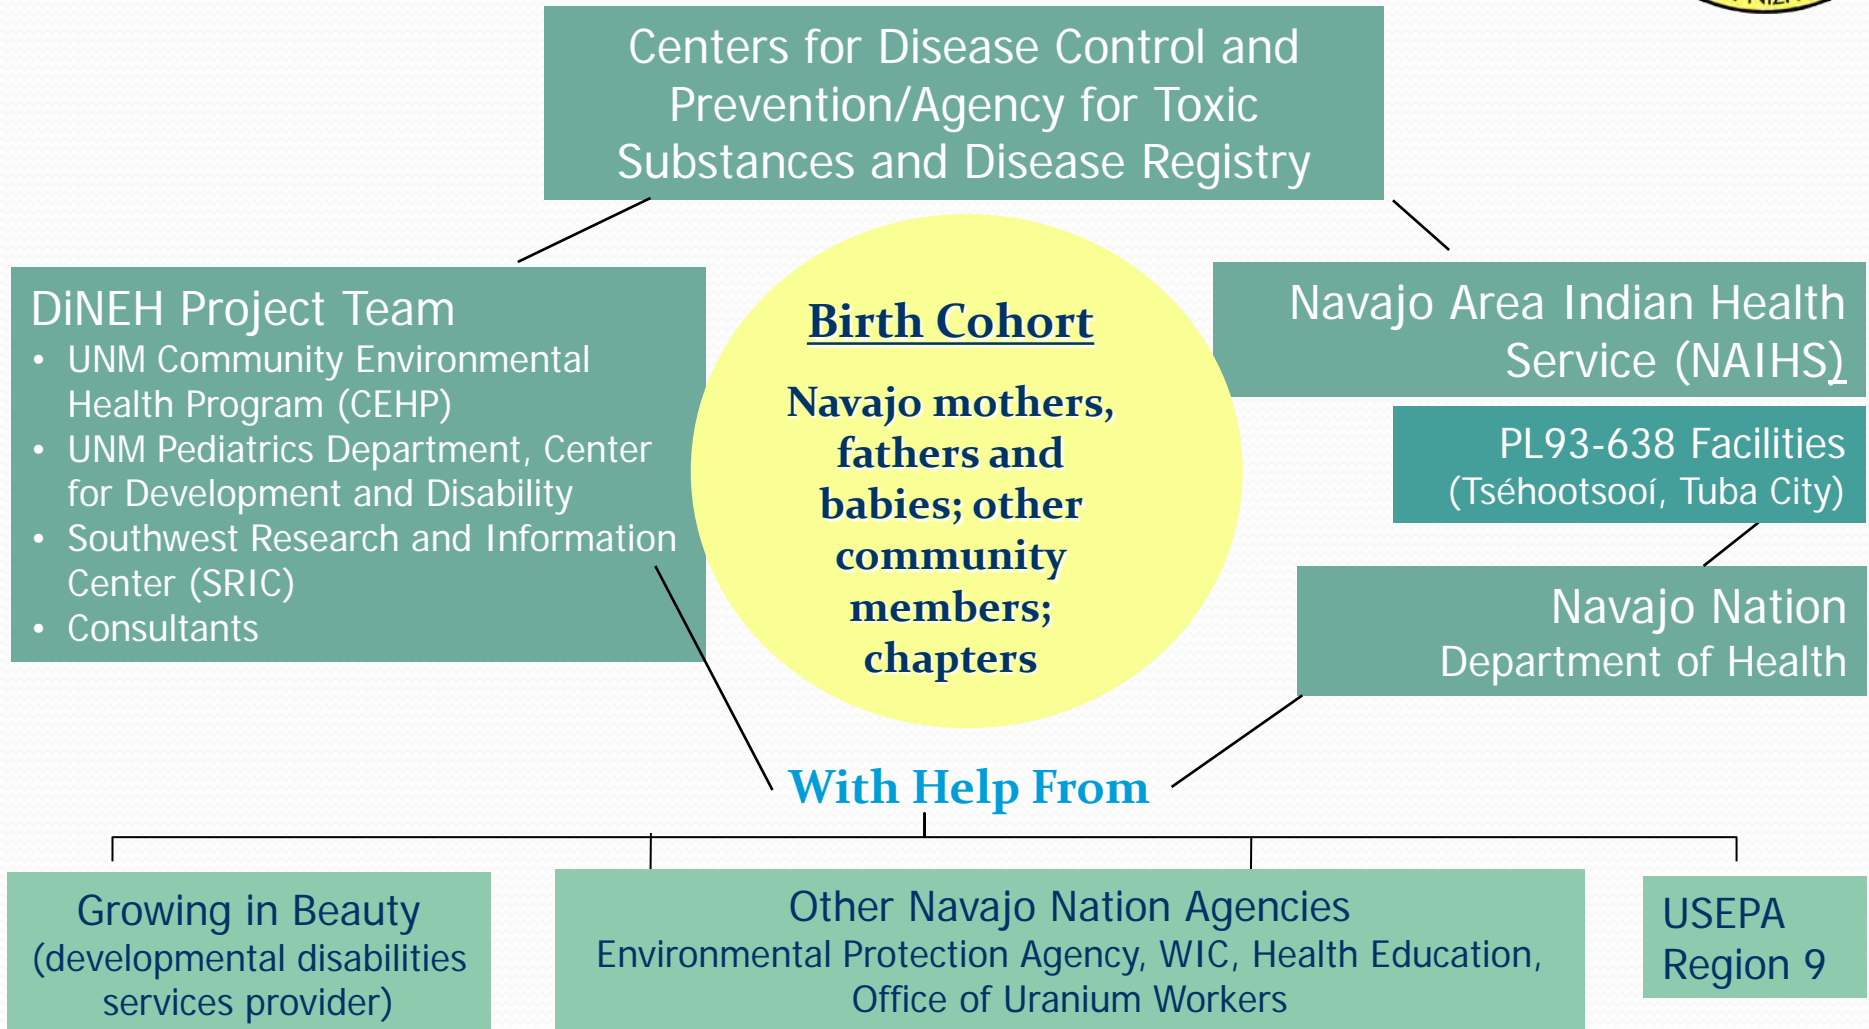 Centers for Disease Control and
Prevention/Agency for Toxic
Substances and Disease Registry
DiNEH Project Team
• UNM Community Environmental
Health Program (CEHP)
• UNM Pediatrics Department, Center
for Development and Disability
• Southwest Research and Information
Center (SRIC)
• Consultants
Birth Cohort
Navajo mothers,
fathers and
babies; other
community
members;
chapters
Navajo Area Indian Health
Service (NAIHS)
PL93-638 Facilities
(Tséhootsooí, Tuba City)
Navajo Nation
Department of Health
With Help From
Growing in Beauty
(developmental disabilities
services provider)
Other Navajo Nation Agencies
Environmental Protection Agency, WIC, Health Education,
Office of Uranium Workers
USEPA
Region 9